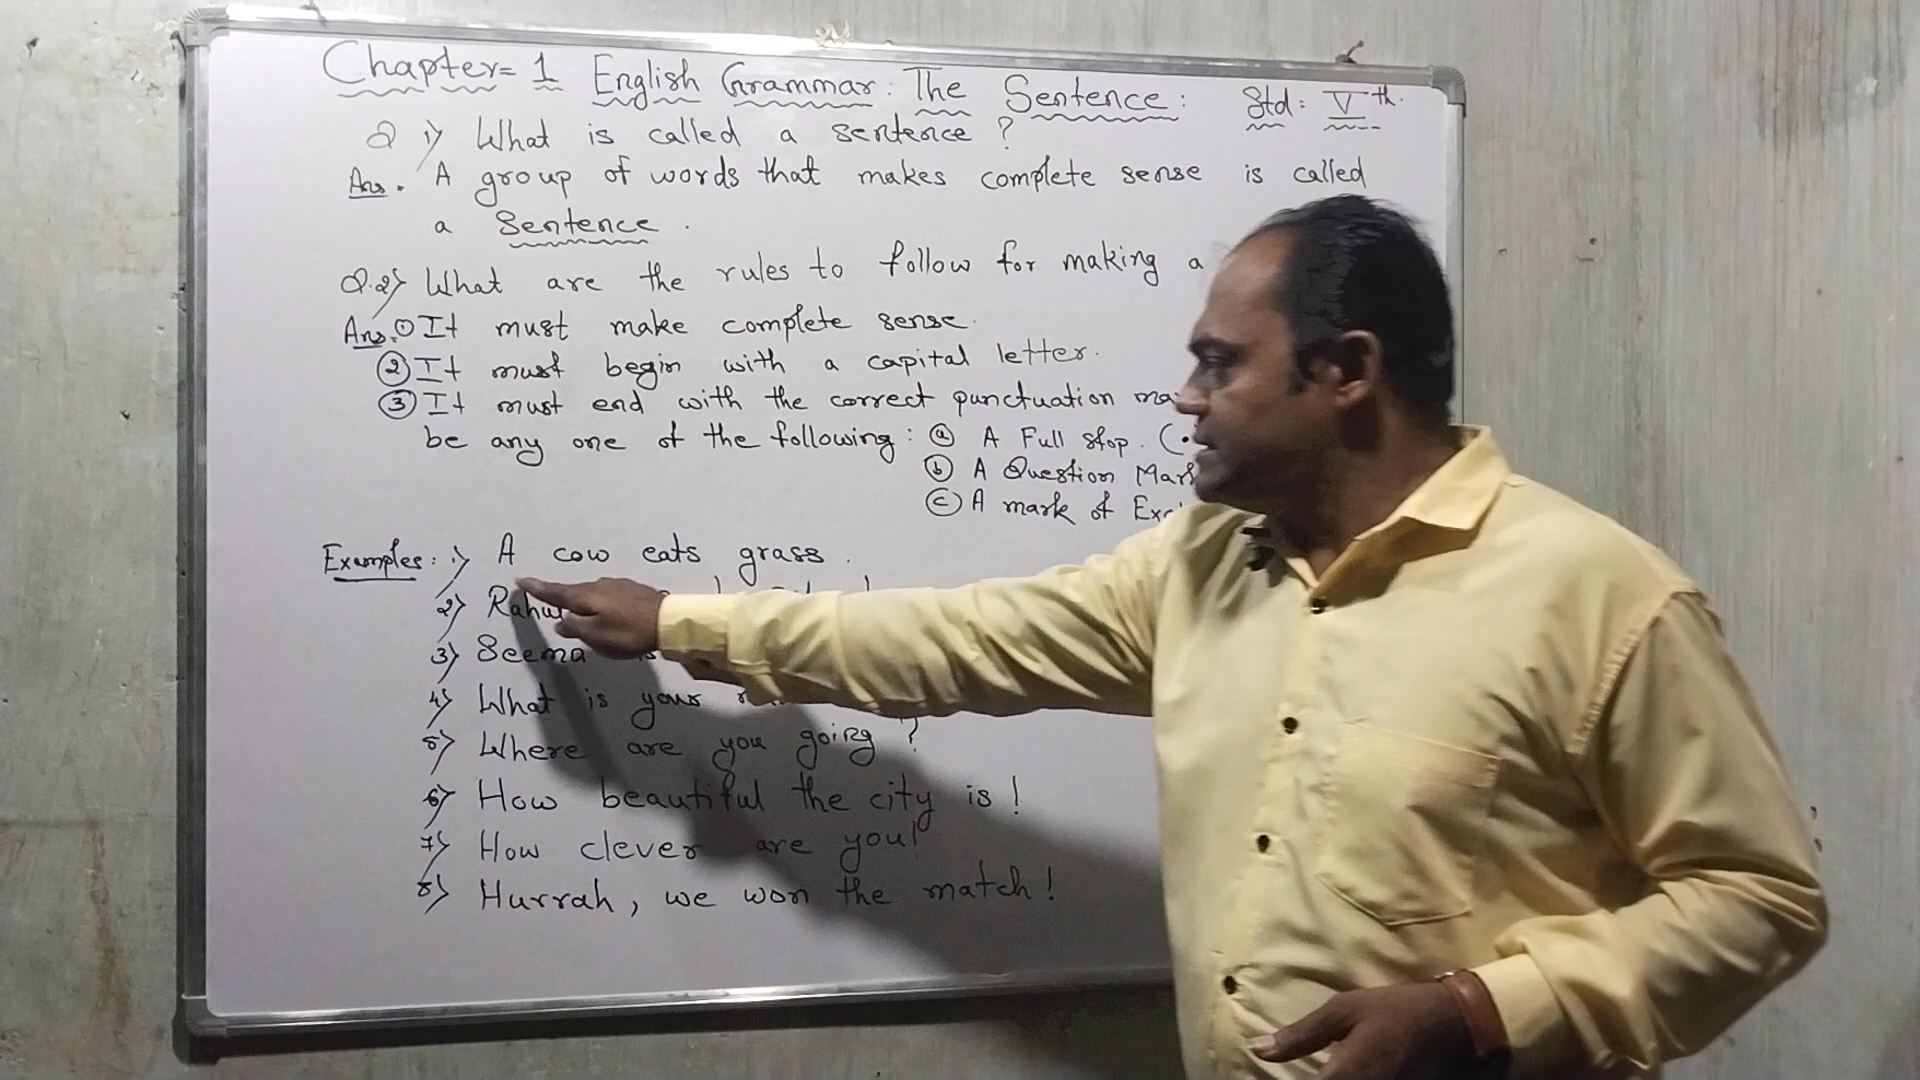 Chapter= 1 English Grammar: The Sentence: Std: V th.
Q 1) What is called a sentence?
Ans. A group of words that makes complete sense is called
a Sentence.
Q.2) What are the rules to follow for making a
Ans: ① It must make complete sense.
② It must begin with a capital letter.
③ It must end with the correct punctuation
be any one of the following: ⓐ A Full stop. (.
ⓑ A Question Mark
ⓒ A mark of
Examples: 1) A cow eats grass.
2) Rahul
3) Seema is
4) What is your
5) Where are you going?
6) How beautiful the city is!
7) How clever are you!
8) Hurrah, we won the match!